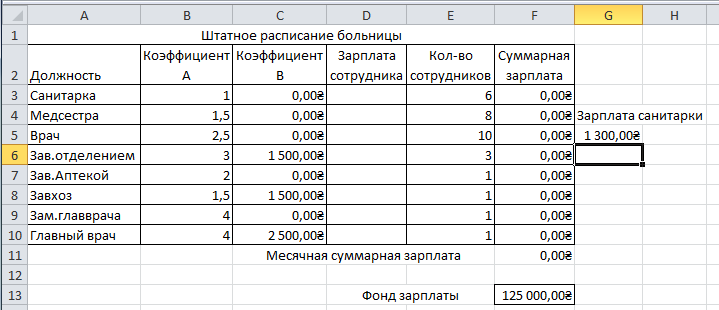 A B C D E F G H
1 Штатное расписание больницы
Коэффициент Коэффициент Зарплата Кол-во Суммарная
2 Должность A B сотрудника сотрудников зарплата
3 Санитарка 1 0,00₴ 6 0,00₴
4 Медсестра 1,5 0,00₴ 8 0,00₴ Зарплата санитарки
5 Врач 2,5 0,00₴ 10 0,00₴ 1 300,00₴
6 Зав.отделением 3 1 500,00₴ 3 0,00₴
7 Зав.Аптекой 2 0,00₴ 1 0,00₴
8 Завхоз 1,5 1 500,00₴ 1 0,00₴
9 Зам.главврача 4 0,00₴ 1 0,00₴
10 Главный врач 4 2 500,00₴ 1 0,00₴
11 Месячная суммарная зарплата 0,00₴
12
13 Фонд зарплаты 125 000,00₴